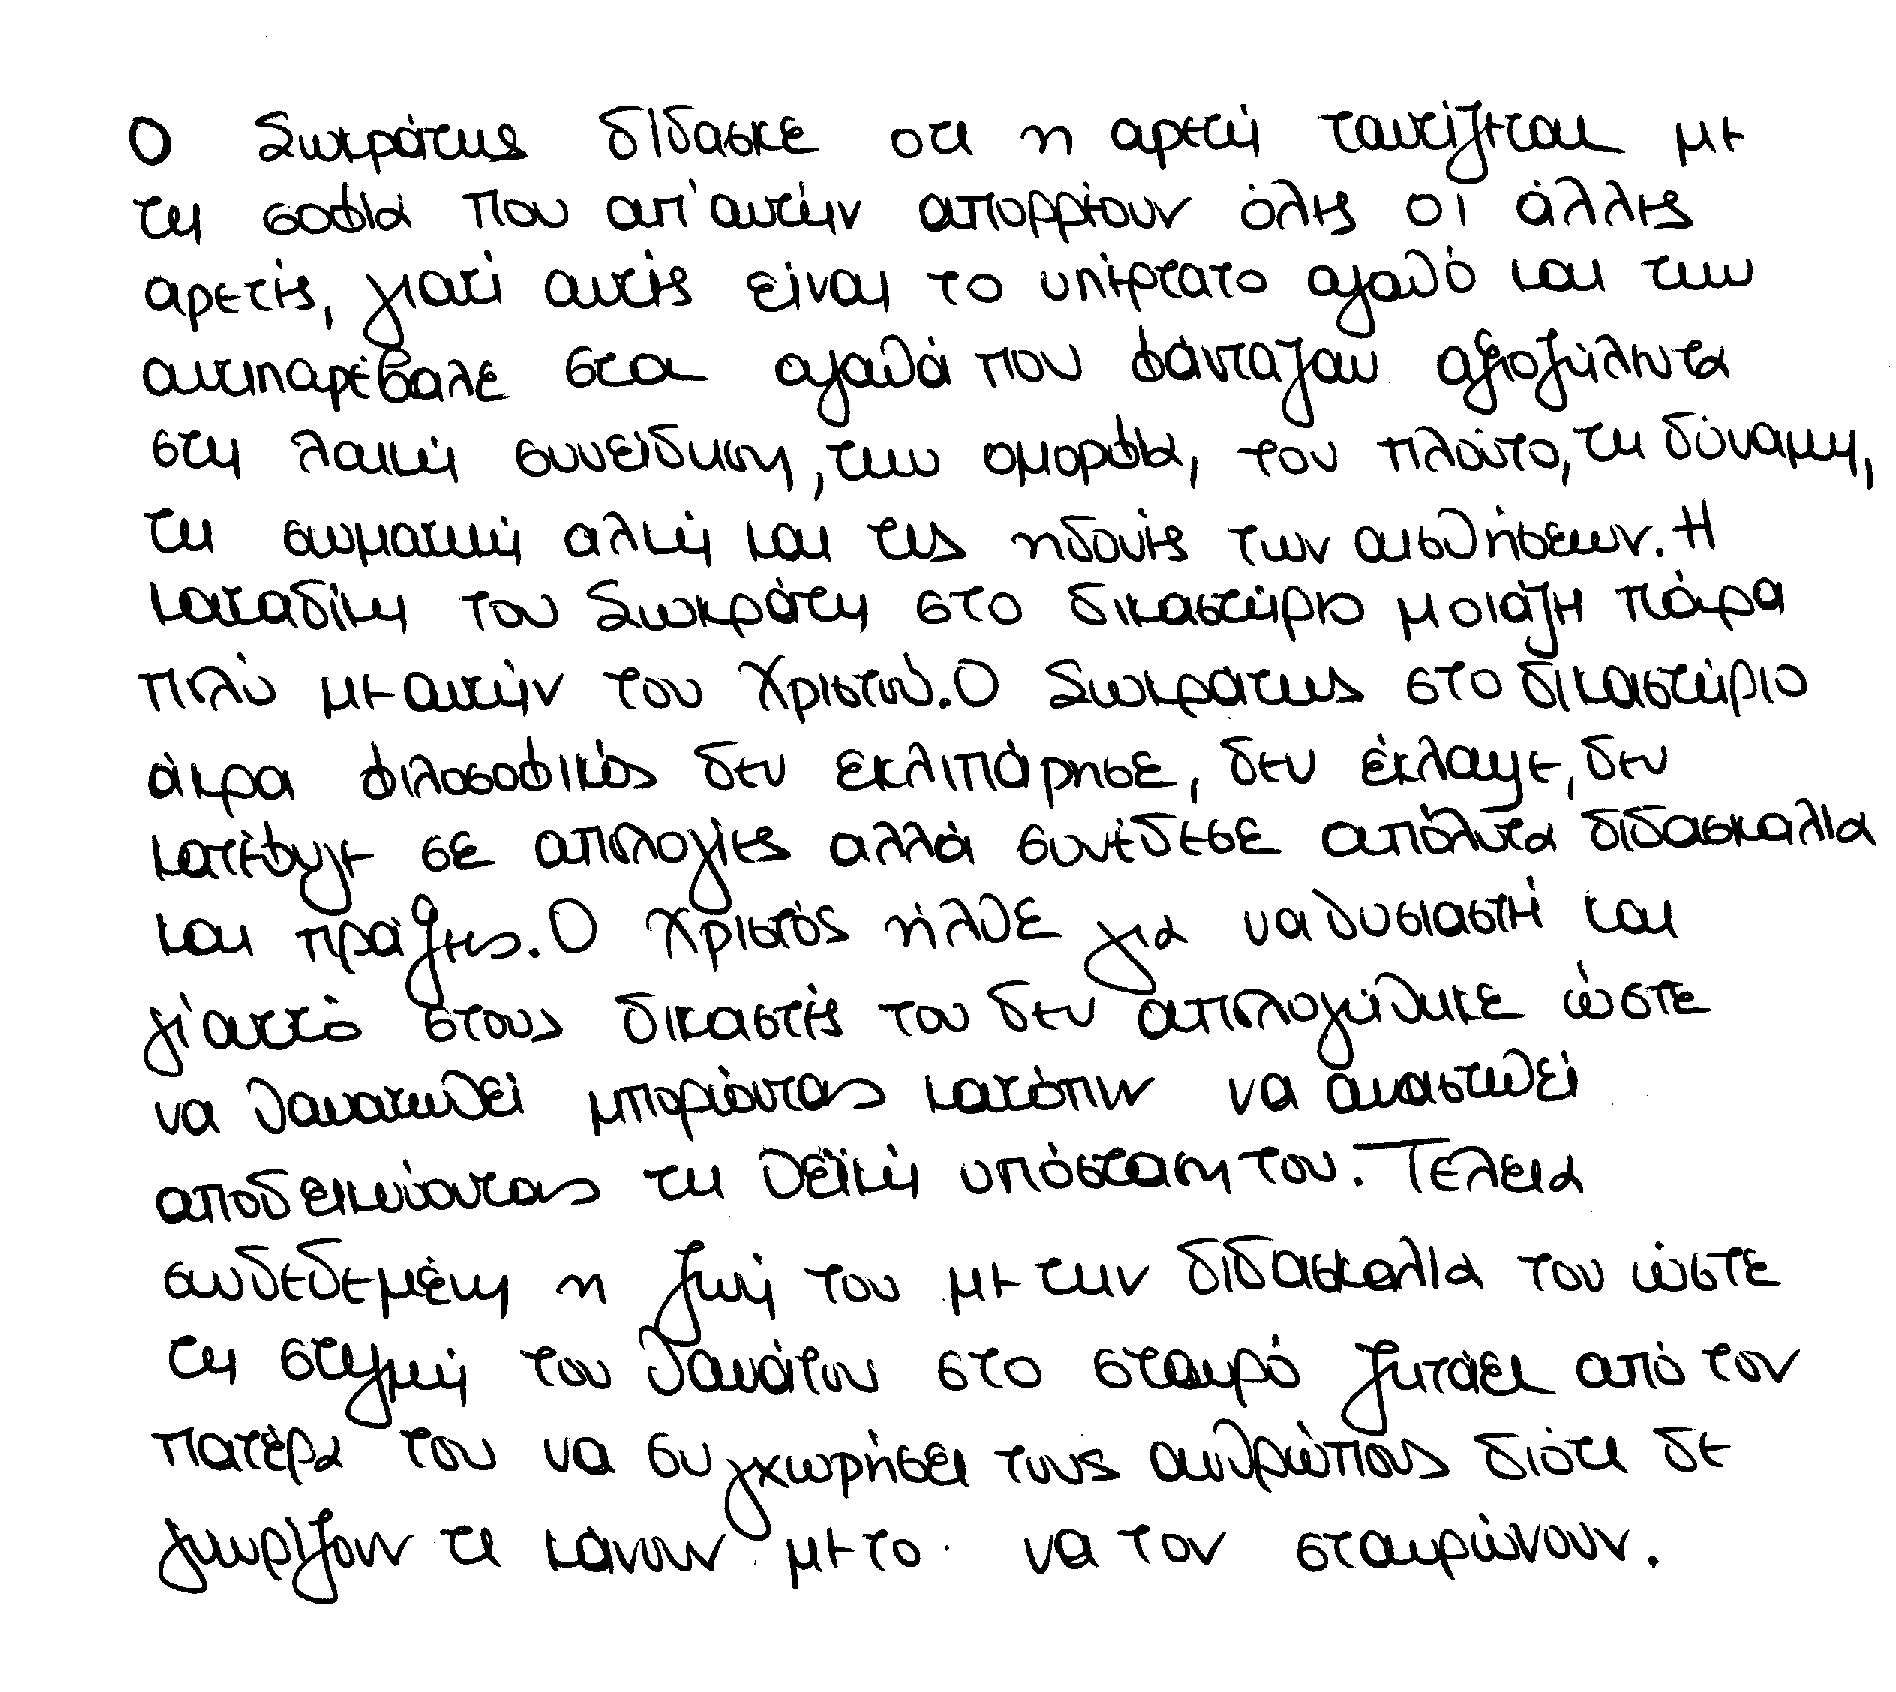 Ο Σωκράτης δίδασκε οτι η αρετή ταυτίζεται με
τη σοφία που απ' αυτήν απορρέουν όλες οι άλλες
αρετές, γιατί αυτές είναι το υπέρτατο αγαθό και την
αντιπαρέβαλε στα αγαθά που φάνταζαν αξιοζήλητα
στη λαική συνείδηση, την ομορφιά, τον πλούτο, τη δύναμη,
τη σωματική αλκή και τις ηδονές των αισθήσεων. Η
καταδίκη του Σωκράτη στο δικαστήριο μοιάζει πάρα
πολύ με αυτήν του Χριστού. Ο Σωκράτης στο δικαστήριο
άκρα φιλοσοφικός δεν εκλιπάρησε, δεν έκλαψε, δεν
κατέφυγε σε απολογίες αλλά συνέδεσε απόλυτα διδασκαλία
και πράξεις. Ο Χριστός ήλθε για να θυσιαστεί και
γι' αυτό στους δικαστές του δεν απολογήθηκε ώστε
να θανατωθεί μπορώντας κατόπιν να αναστηθεί
αποδεικνύοντας τη θεϊκή υπόσταση του. Τέλεια
συνδεδεμένη η ζωή του με την διδασκαλία του ώστε
τη στιγμή του θανάτου στο σταυρό ζητάει από τον
πατέρα του να συγχωρήσει τους ανθρώπους διότι δε
γνωρίζουν τι κάνουν με το να τον σταυρώνουν.